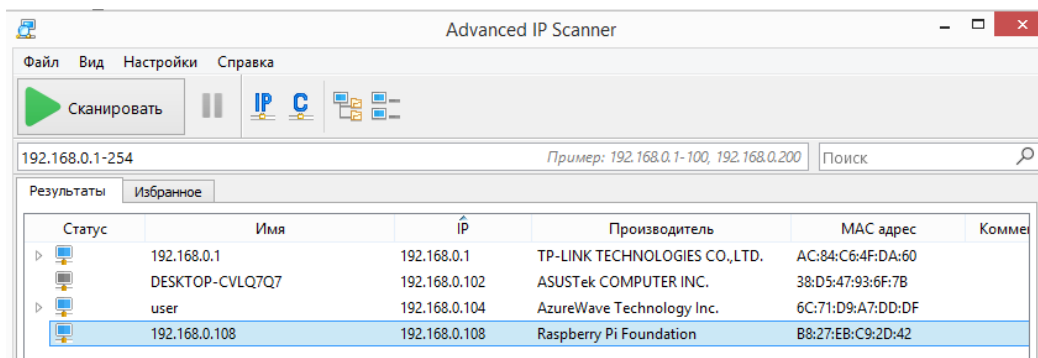 Advanced IP Scanner
Файл Вид Настройки Справка
Сканировать IP C
192.168.0.1-254 Пример: 192.168.0.1-100, 192.168.0.200 Поиск
Результаты Избранное
Статус Имя IP Производитель MAC адрес Коммен
192.168.0.1 192.168.0.1 TP-LINK TECHNOLOGIES CO.,LTD. AC:84:C6:4F:DA:60
DESKTOP-CVLQ7Q7 192.168.0.102 ASUSTek COMPUTER INC. 38:D5:47:93:6F:7B
user 192.168.0.104 AzureWave Technology Inc. 6C:71:D9:A7:DD:DF
192.168.0.108 192.168.0.108 Raspberry Pi Foundation B8:27:EB:C9:2D:42